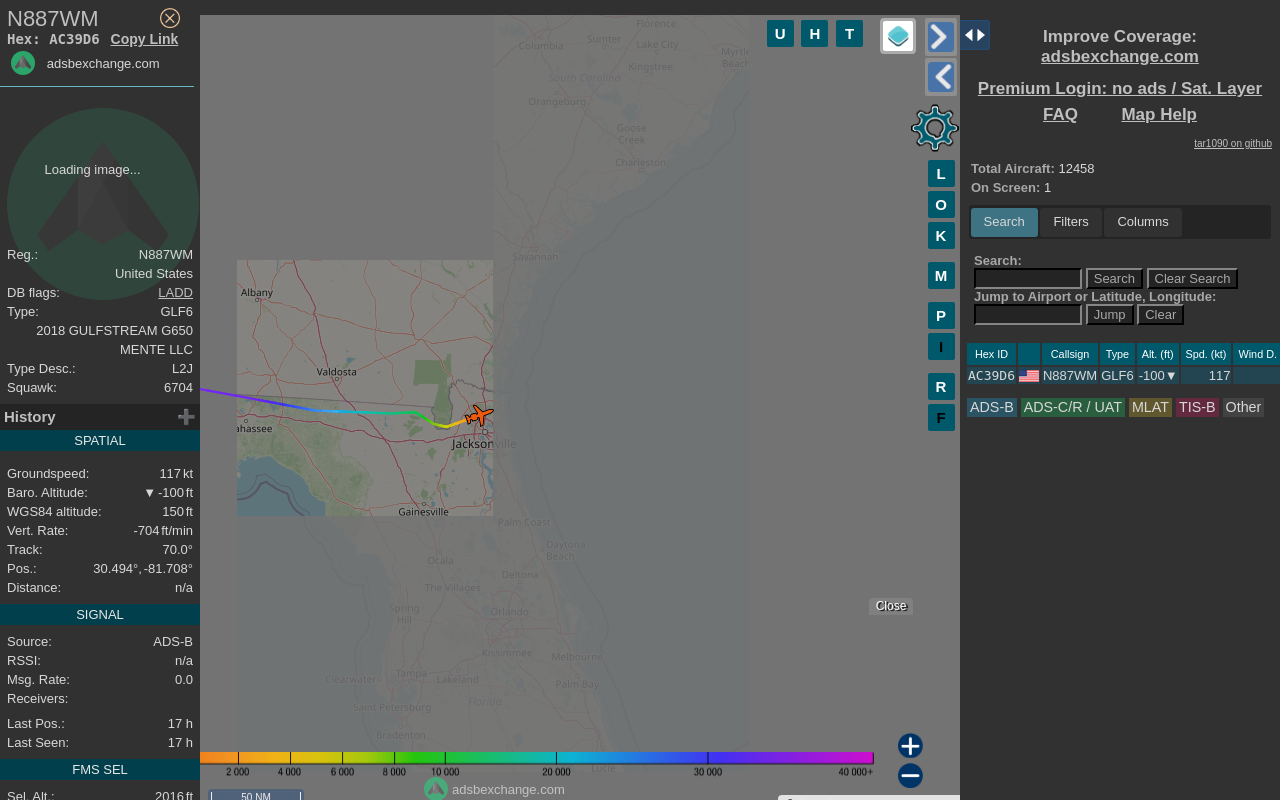 N887WM
Hex: AC39D6 Copy Link
adsbexchange.com
Loading image...
Reg.: N887WM
United States
DB flags: LADD
Type: GLF6
2018 GULFSTREAM G650
MENTE LLC
Type Desc.: L2J
Squawk: 6704
History
SPATIAL
Groundspeed: 117 kt
Baro. Altitude: ▼ -100 ft
WGS84 altitude: 150 ft
Vert. Rate: -704 ft/min
Track: 70.0°
Pos.: 30.494°, -81.708°
Distance: n/a
SIGNAL
Source: ADS-B
RSSI: n/a
Msg. Rate: 0.0
Receivers:
Last Pos.: 17 h
Last Seen: 17 h
FMS SEL
Sel. Alt.: 2016 ft
Florence
Columbia
Sumter
Lake City
Myrtle
Beach
Kingstree
South Carolina
Orangeburg
Goose
Creek
Charleston
Savannah
Albany
Valdosta
ahassee
Jacksonville
Gainesville
Palm Coast
Daytona
Beach
Ocala
Deltona
The Villages
Spring
Hill
Orlando
Kissimmee
Melbourne
Clearwater
Tampa
Lakeland
Palm Bay
Saint Petersburg
Florida
Bradenton
Lucie
U H T
L
O
K
M
P
I
R
F
Close
2 000 4 000 6 000 8 000 10 000 20 000 30 000 40 000+
50 NM
adsbexchange.com
Improve Coverage:
adsbexchange.com
Premium Login: no ads / Sat. Layer
FAQ Map Help
tar1090 on github
Total Aircraft: 12458
On Screen: 1
Search Filters Columns
Search:
Search Clear Search
Jump to Airport or Latitude, Longitude:
Jump Clear
Hex ID Callsign Type Alt. (ft) Spd. (kt) Wind D.
AC39D6 N887WM GLF6 -100▼ 117
ADS-B ADS-C/R / UAT MLAT TIS-B Other